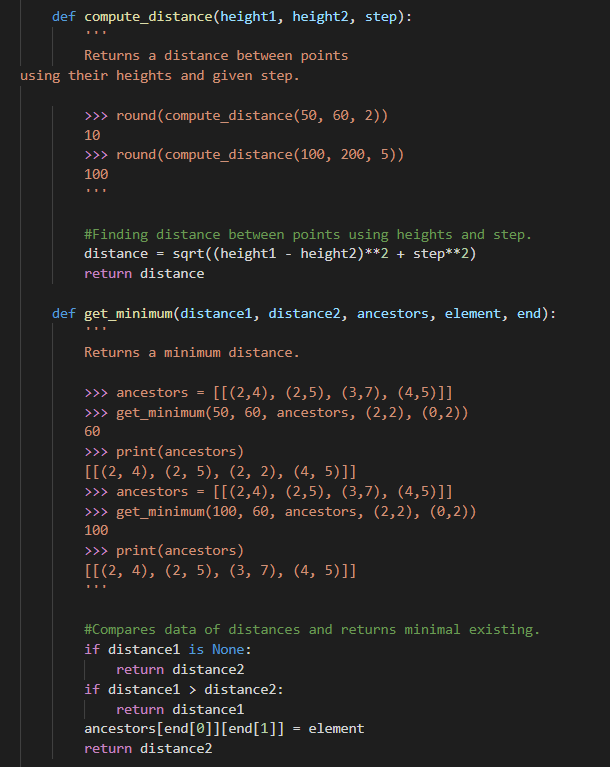 def compute_distance(height1, height2, step):
'''
Returns a distance between points
using their heights and given step.
>>> round(compute_distance(50, 60, 2))
10
>>> round(compute_distance(100, 200, 5))
100
'''
#Finding distance between points using heights and step.
distance = sqrt((height1 - height2)**2 + step**2)
return distance
def get_minimum(distance1, distance2, ancestors, element, end):
'''
Returns a minimum distance.
>>> ancestors = [[(2,4), (2,5), (3,7), (4,5)]]
>>> get_minimum(50, 60, ancestors, (2,2), (0,2))
60
>>> print(ancestors)
[[(2, 4), (2, 5), (2, 2), (4, 5)]]
>>> ancestors = [[(2,4), (2,5), (3,7), (4,5)]]
>>> get_minimum(100, 60, ancestors, (2,2), (0,2))
100
>>> print(ancestors)
[[(2, 4), (2, 5), (3, 7), (4, 5)]]
'''
#Compares data of distances and returns minimal existing.
if distance1 is None:
return distance2
if distance1 > distance2:
return distance1
ancestors[end[0]][end[1]] = element
return distance2